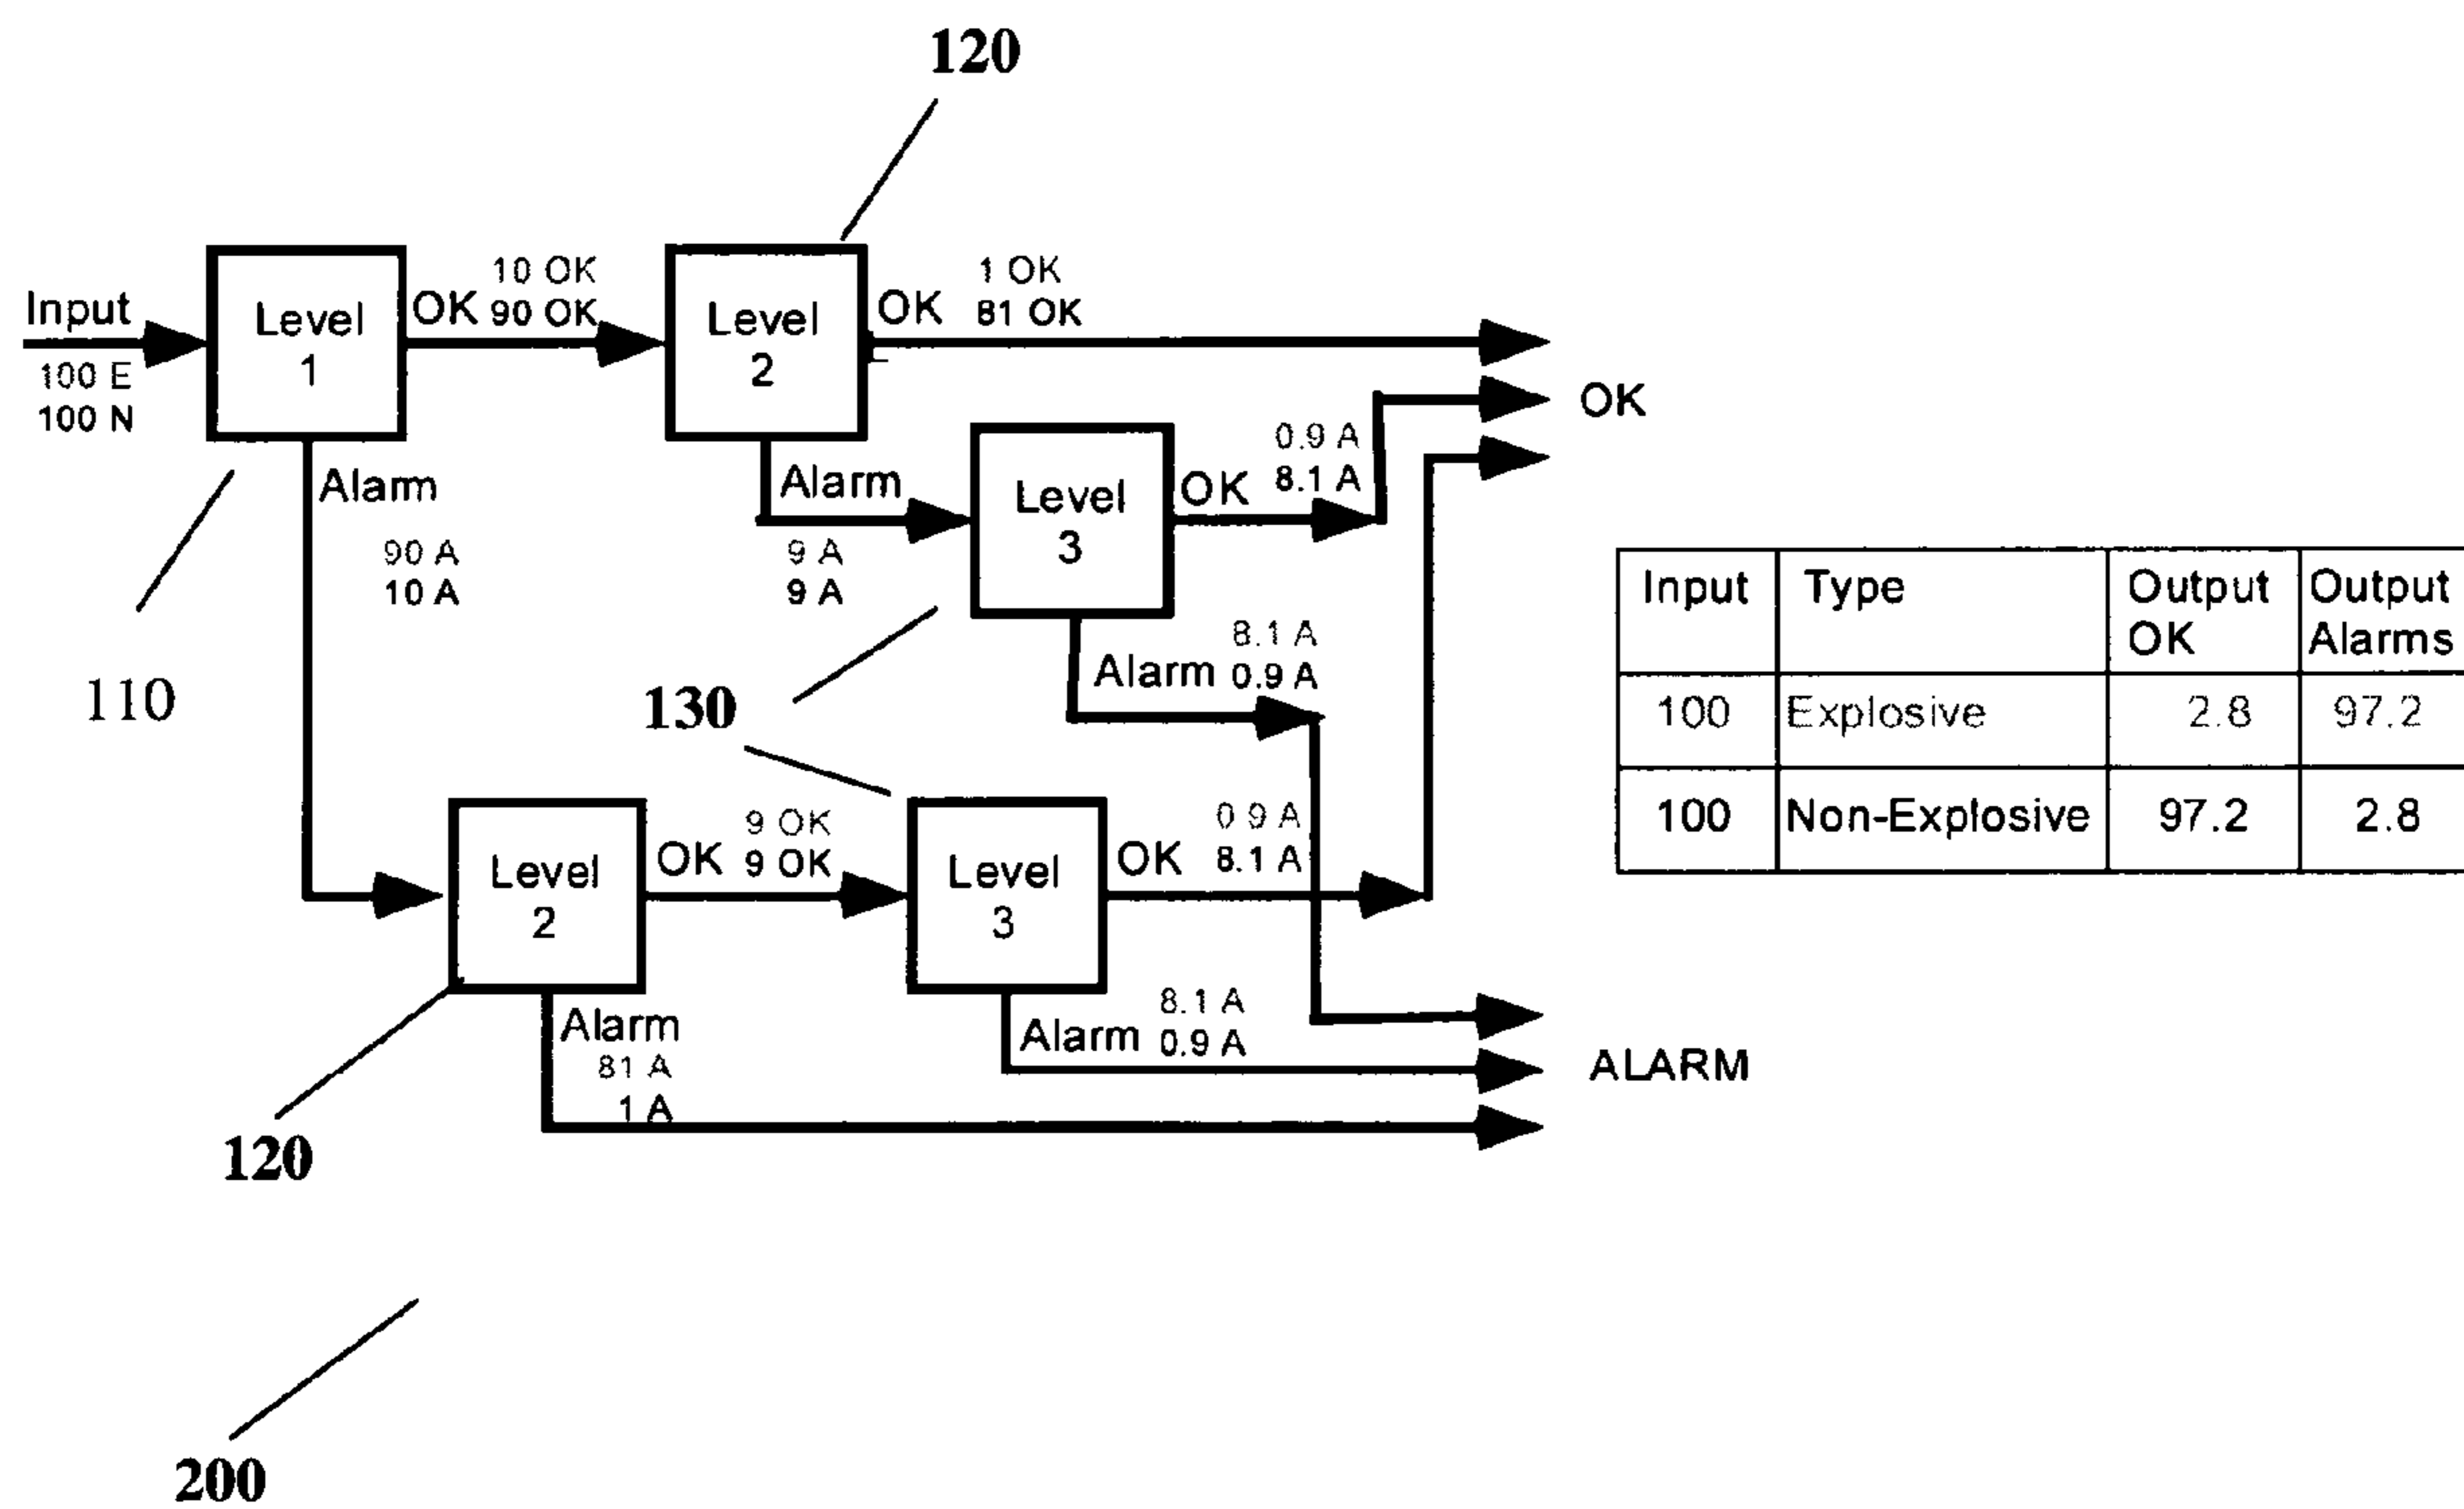 120
Input
100 E
100 N
Level
1
OK
10 OK
90 OK
Level
2
OK
1 OK
81 OK
OK
Alarm
90 A
10 A
Alarm
9 A
9 A
Level
3
OK
0.9 A
8.1 A
Alarm
8.1 A
0.9 A
110
130
Level
2
OK
9 OK
9 OK
Level
3
OK
0 9 A
8.1 A
Alarm
81 A
1 A
Alarm
8.1 A
0.9 A
ALARM
120
200
Input Type Output OK Output Alarms
100 Explosive 2.8 97.2
100 Non-Explosive 97.2 2.8